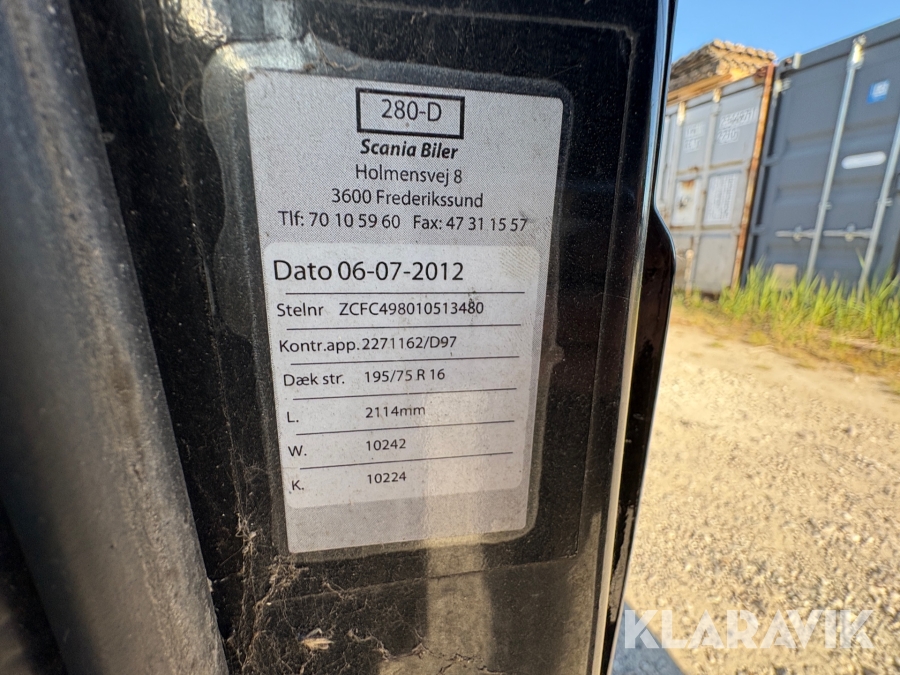 280-D
Scania Biler
Holmensvej 8
3600 Frederikssund
Tlf: 70 10 59 60 Fax: 47 31 15 57
Dato 06-07-2012
Stelnr ZCFC498010513480
Kontr.app. 2271162/D97
Dæk str. 195/75 R 16
L. 2114mm
W. 10242
K. 10224
KLARAVIK